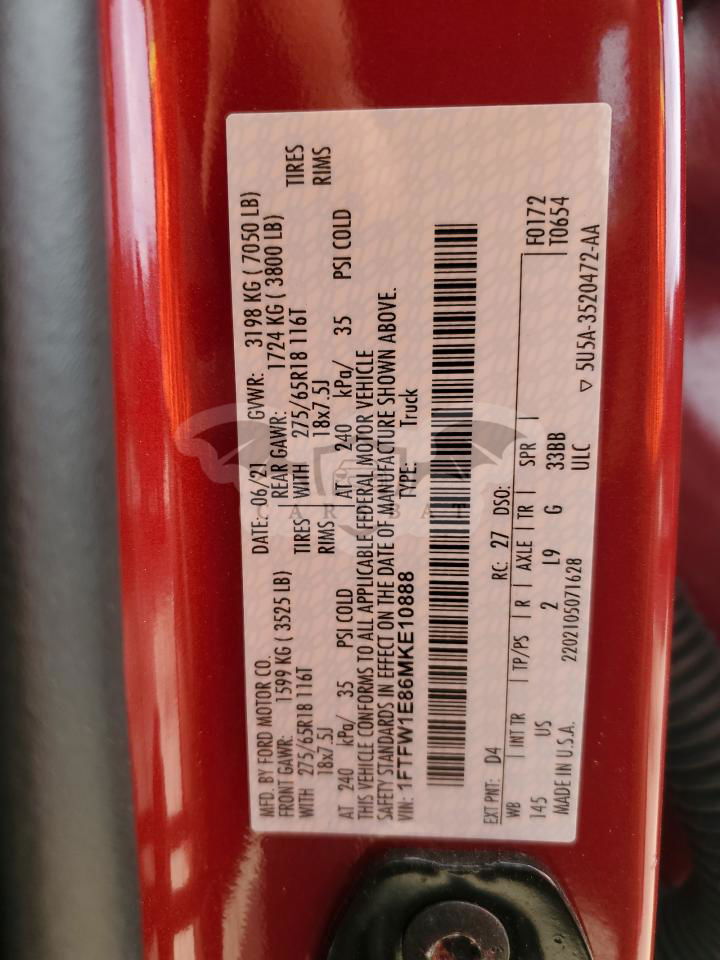 MFD. BY FORD MOTOR CO.
DATE: 06/21 GVWR: 3198 KG ( 7050 LB)
FRONT GAWR: 1599 KG ( 3525 LB) REAR GAWR: 1724 KG ( 3800 LB)
WITH 275/65R18 116T TIRES WITH 275/65R18 116T TIRES
18x7.5J RIMS 18x7.5J RIMS
AT 240 kPa/ 35 PSI COLD AT 240 kPa/ 35 PSI COLD
THIS VEHICLE CONFORMS TO ALL APPLICABLE FEDERAL MOTOR VEHICLE
SAFETY STANDARDS IN EFFECT ON THE DATE OF MANUFACTURE SHOWN ABOVE.
VIN: 1FTFW1E86MKE10888 TYPE: Truck
EXT PNT: D4 RC: 27 DSO: F0172
WB INT TR TP/PS R AXLE TR SPR T0654
145 US 2 L9 G 33BB
MADE IN U.S.A. 2202105071628 ULC ▽ 5U5A-3520472-AA
CAR BAT